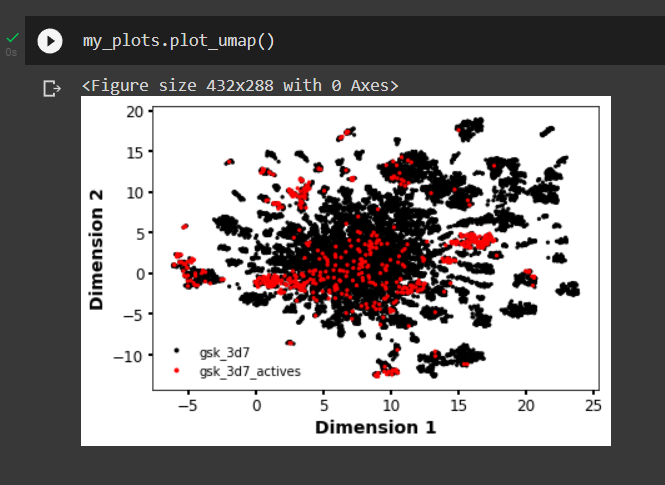 my_plots.plot_umap()
0s
<Figure size 432x288 with 0 Axes>
20
15
10
5
0
−5
−10
Dimension 2
gsk_3d7
gsk_3d7_actives
−5 0 5 10 15 20 25
Dimension 1